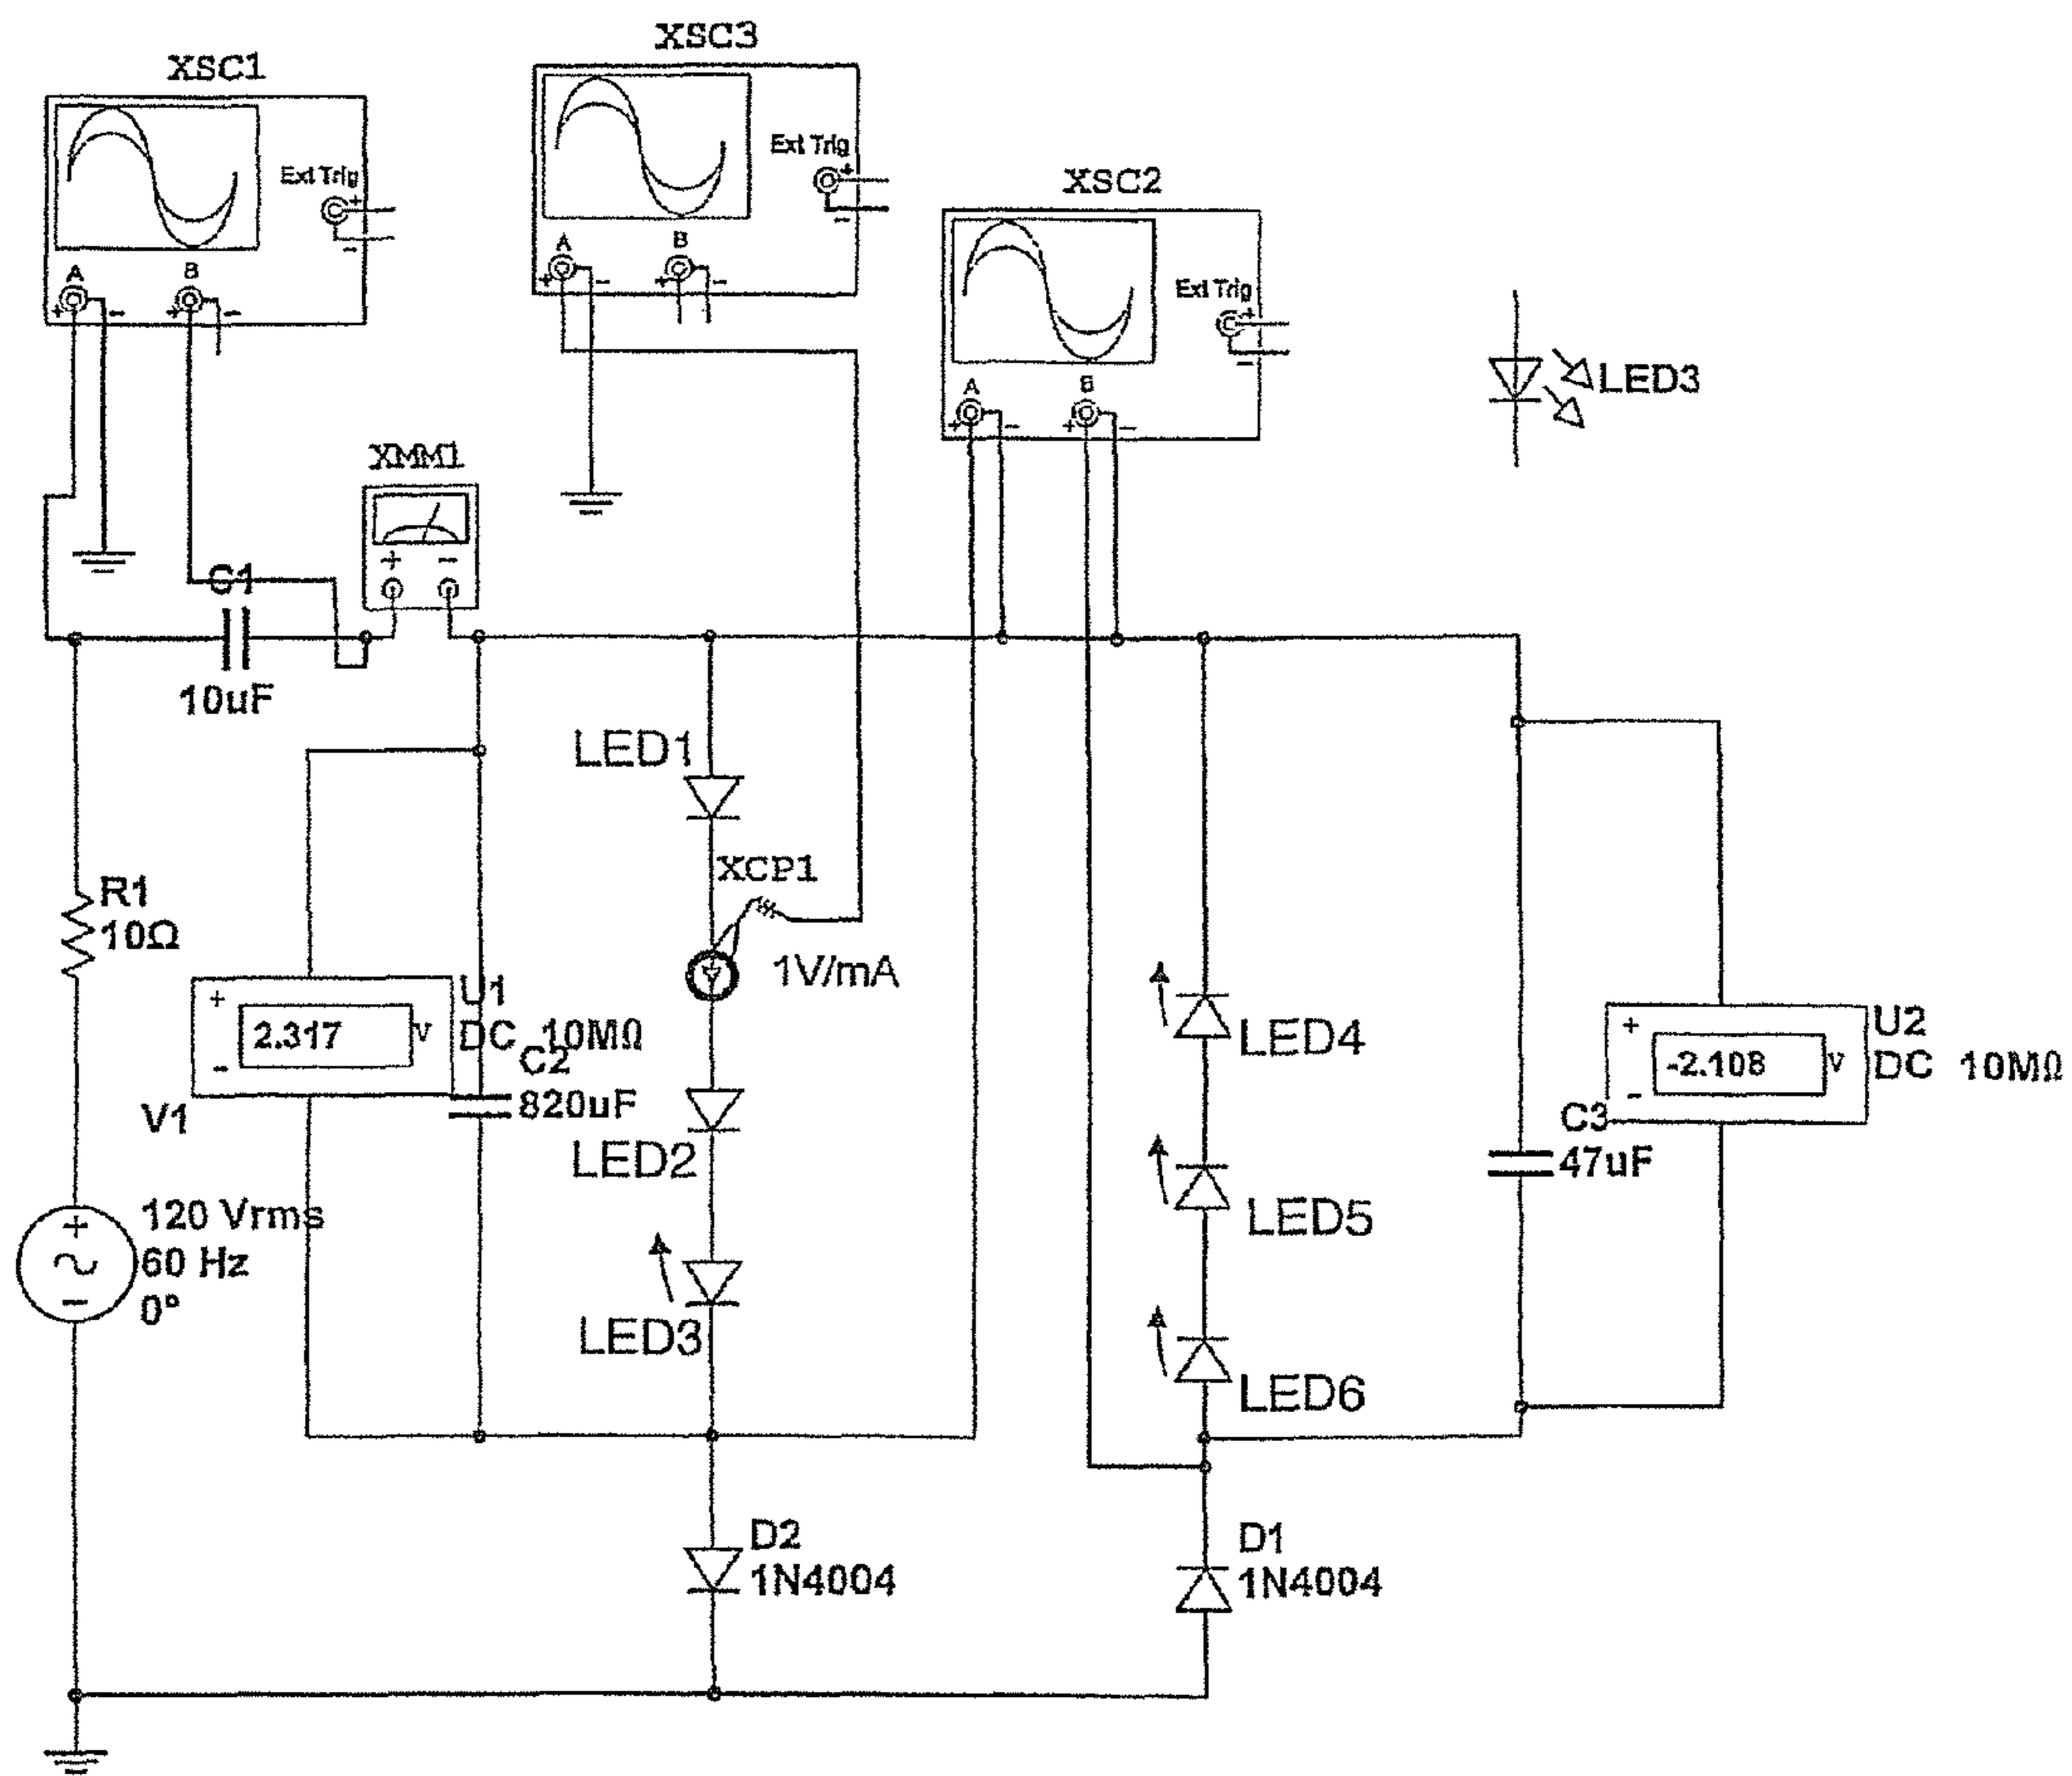 XSC3
XSC1
Ext Trig
+
-
A
B
+
-
+
-
XSC2
Ext Trig
+
-
A
B
+
-
+
-
Ext Trig
+
-
LED3
A
B
+
-
+
-
XMM1
+
-
C1
10uF
LED1
XCP1
1V/mA
R1
10Ω
+
2.317
V
-
U1
DC 10MΩ
C2
820uF
V1
LED4
+
-2.108
V
-
U2
DC 10MΩ
C3
47uF
LED2
LED5
+
-
120 Vrms
60 Hz
0°
LED3
LED6
D2
1N4004
D1
1N4004